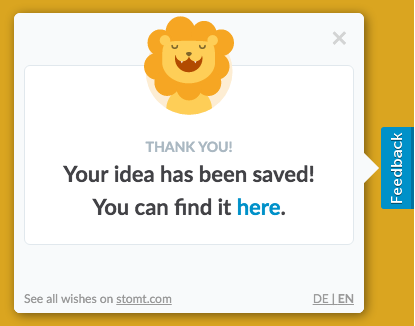 THANK YOU!
Your idea has been saved!
You can find it here.
Feedback
See all wishes on stomt.com
DE | EN